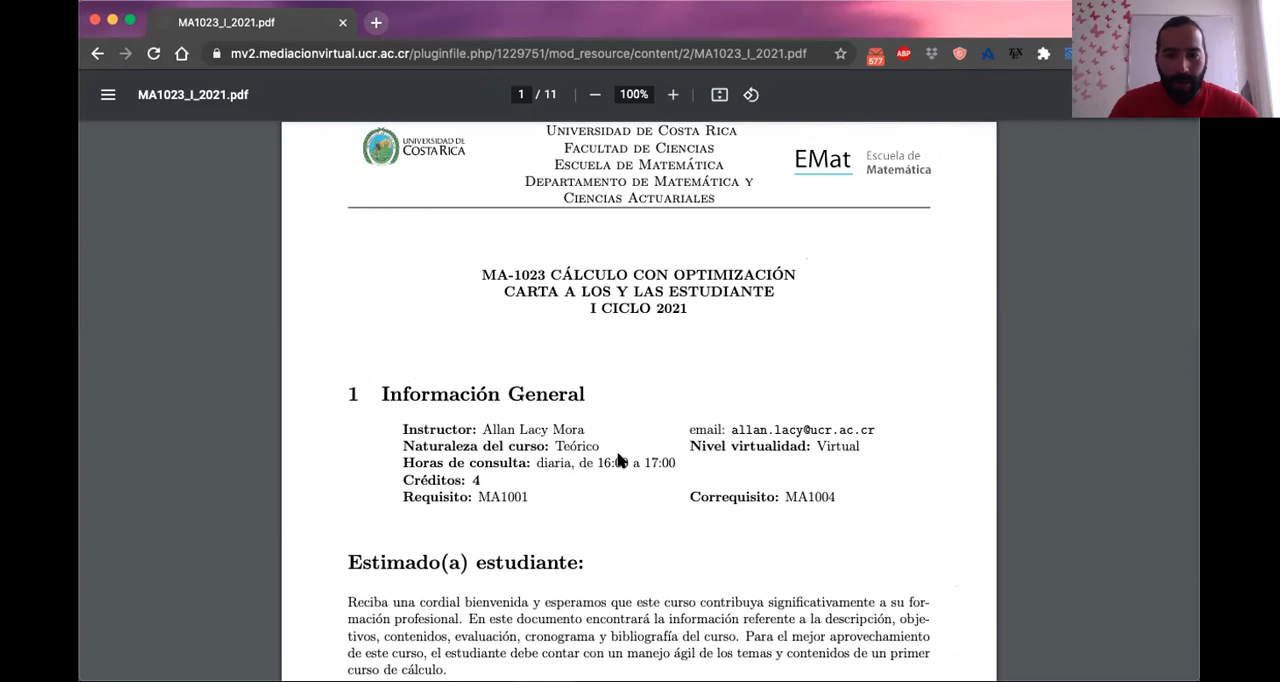 MA1023_I_2021.pdf
mv2.mediacionvirtual.ucr.ac.cr/pluginfile.php/1229751/mod_resource/content/2/MA1023_I_2021.pdf
577
ABP
TEX
MA1023_I_2021.pdf
1 / 11
100%
UNIVERSIDAD DE
COSTA RICA
UNIVERSIDAD DE COSTA RICA
FACULTAD DE CIENCIAS
ESCUELA DE MATEMÁTICA
DEPARTAMENTO DE MATEMÁTICA Y
CIENCIAS ACTUARIALES
EMat
Escuela de
Matemática
MA-1023 CÁLCULO CON OPTIMIZACIÓN
CARTA A LOS Y LAS ESTUDIANTE
I CICLO 2021
1 Información General
Instructor: Allan Lacy Mora email: allan.lacy@ucr.ac.cr
Naturaleza del curso: Teórico Nivel virtualidad: Virtual
Horas de consulta: diaria, de 16:00 a 17:00
Créditos: 4
Requisito: MA1001 Correquisito: MA1004
Estimado(a) estudiante:
Reciba una cordial bienvenida y esperamos que este curso contribuya significativamente a su for-
mación profesional. En este documento encontrará la información referente a la descripción, obje-
tivos, contenidos, evaluación, cronograma y bibliografía del curso. Para el mejor aprovechamiento
de este curso, el estudiante debe contar con un manejo ágil de los temas y contenidos de un primer
curso de cálculo.